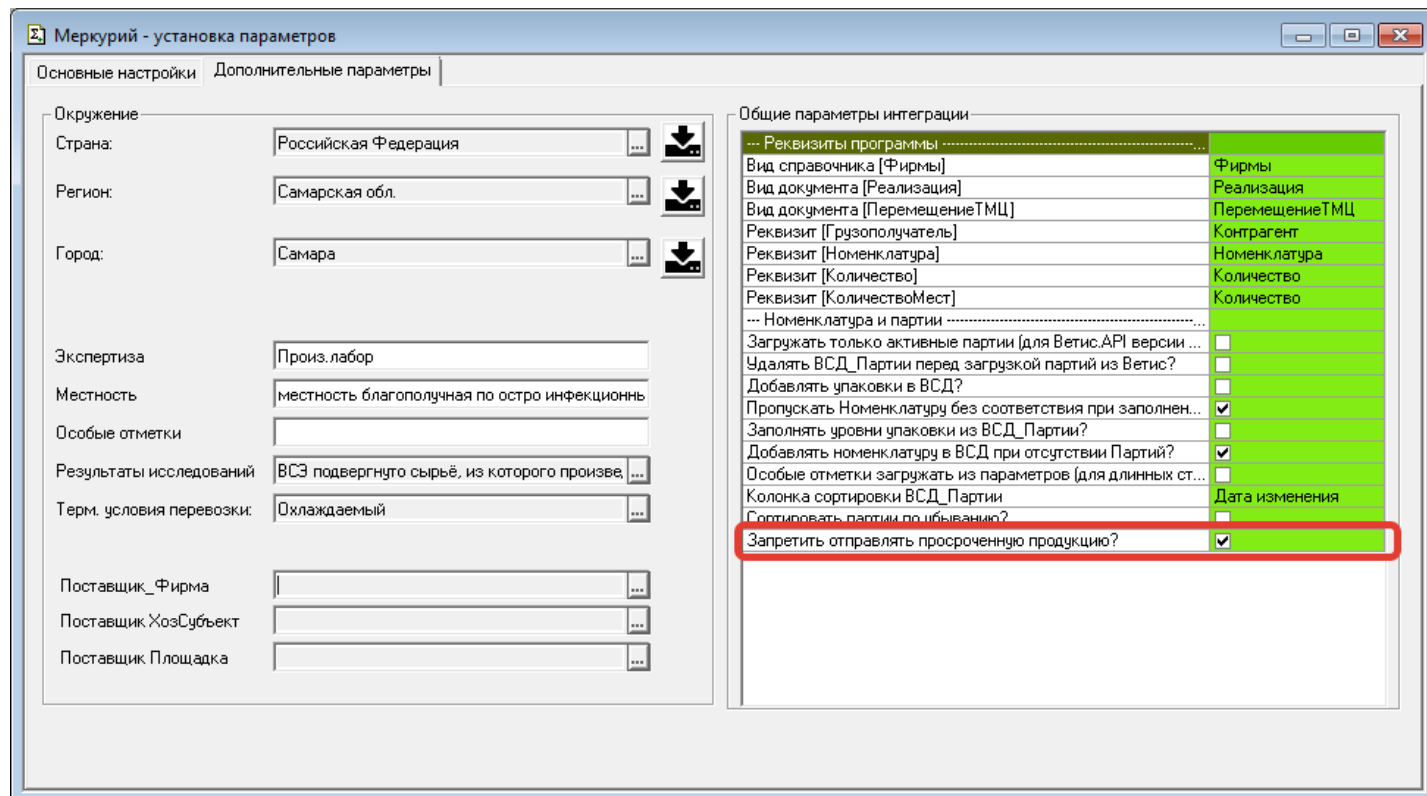 Меркурий - установка параметров
Основные настройки
Дополнительные параметры
Окружение
Страна:
Российская Федерация
Регион:
Самарская обл.
Город:
Самара
Экспертиза
Произ.лабор
Местность
местность благополучная по остро инфекционнь
Особые отметки
Результаты исследований
ВСЭ подвергнуто сырьё, из которого произве,
Терм. условия перевозки:
Охлаждаемый
Поставщик_Фирма
Поставщик ХозСубъект
Поставщик Площадка
Общие параметры интеграции
--- Реквизиты программы ---...
Вид справочника [Фирмы] Фирмы
Вид документа [Реализация] Реализация
Вид документа [ПеремещениеТМЦ] ПеремещениеТМЦ
Реквизит [Грузополучатель] Контрагент
Реквизит [Номенклатура] Номенклатура
Реквизит [Количество] Количество
Реквизит [КоличествоМест] Количество
--- Номенклатура и партии ---...
Загружать только активные партии (для Ветис.API версии ...
Удалять ВСД_Партии перед загрузкой партий из Ветис?
Добавлять упаковки в ВСД?
Пропускать Номенклатуру без соответствия при заполнен...
Заполнять уровни упаковки из ВСД_Партии?
Добавлять номенклатуру в ВСД при отсутствии Партий?
Особые отметки загружать из параметров (для длинных ст...
Колонка сортировки ВСД_Партии Дата изменения
Сортировать партии по убыванию?
Запретить отправлять просроченную продукцию?